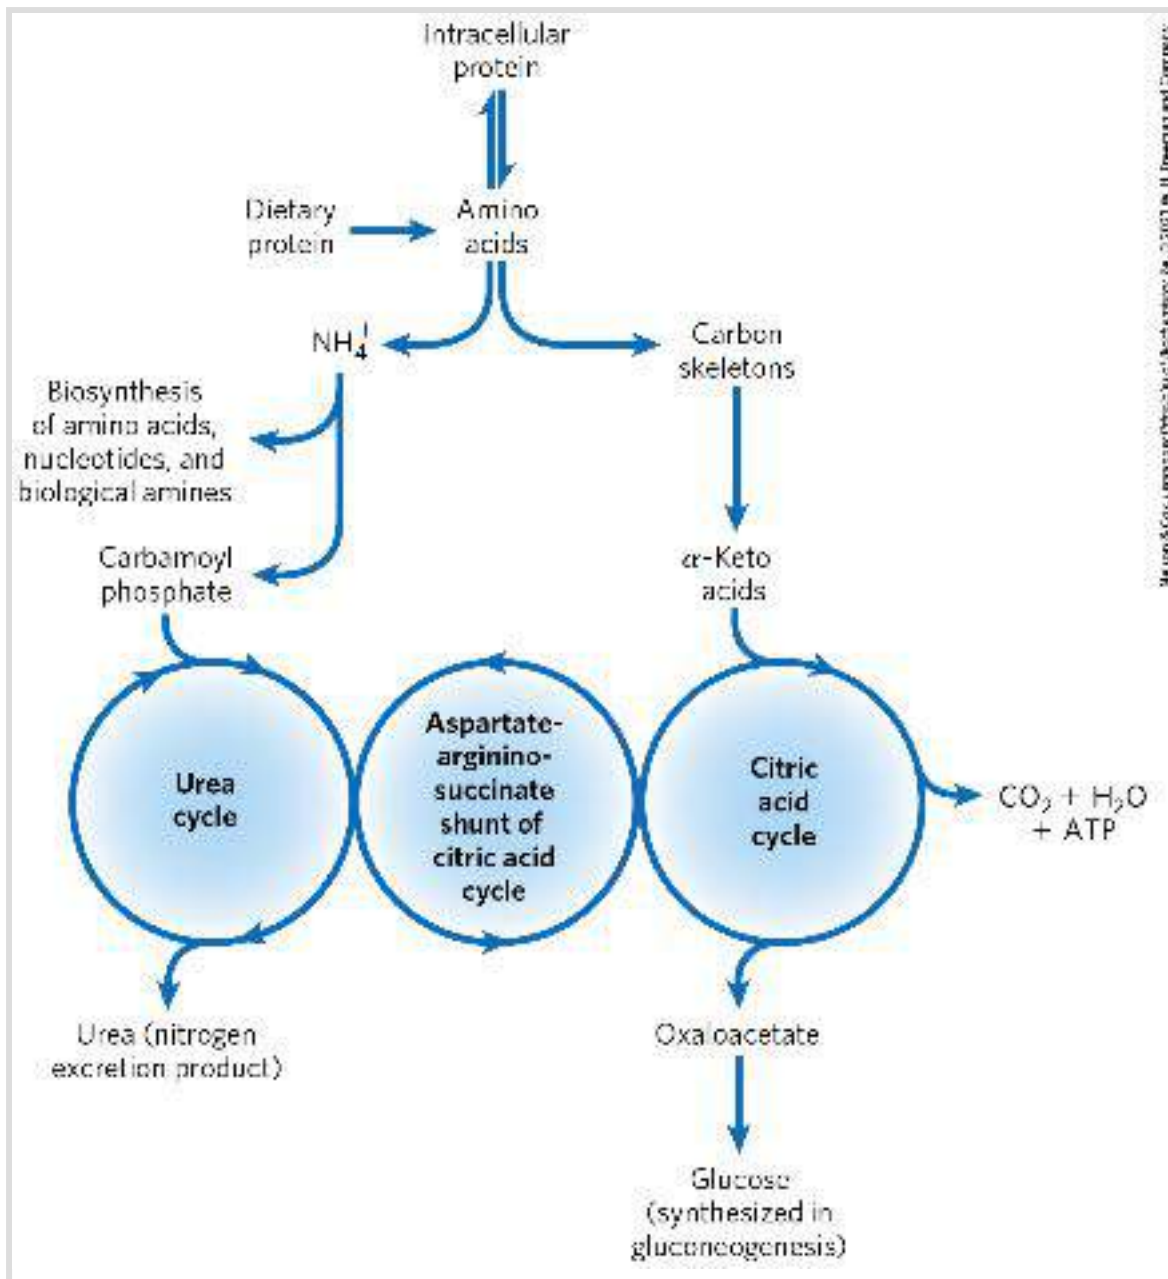 Intracellular
protein
Dietary
protein
Amino
acids
NH₄⁺
Carbon
skeletons
Biosynthesis
of amino acids,
nucleotides, and
biological amines
Carbamoyl
phosphate
α-Keto
acids
Urea
cycle
Aspartate-
arginino-
succinate
shunt of
citric acid
cycle
Citric
acid
cycle
CO₂ + H₂O
+ ATP
Urea (nitrogen
excretion product)
Oxaloacetate
Glucose
(synthesized in
gluconeogenesis)